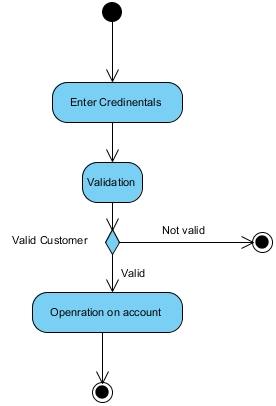 Enter Credinentals
Validation
Not valid
Valid Customer
Valid
Openration on account